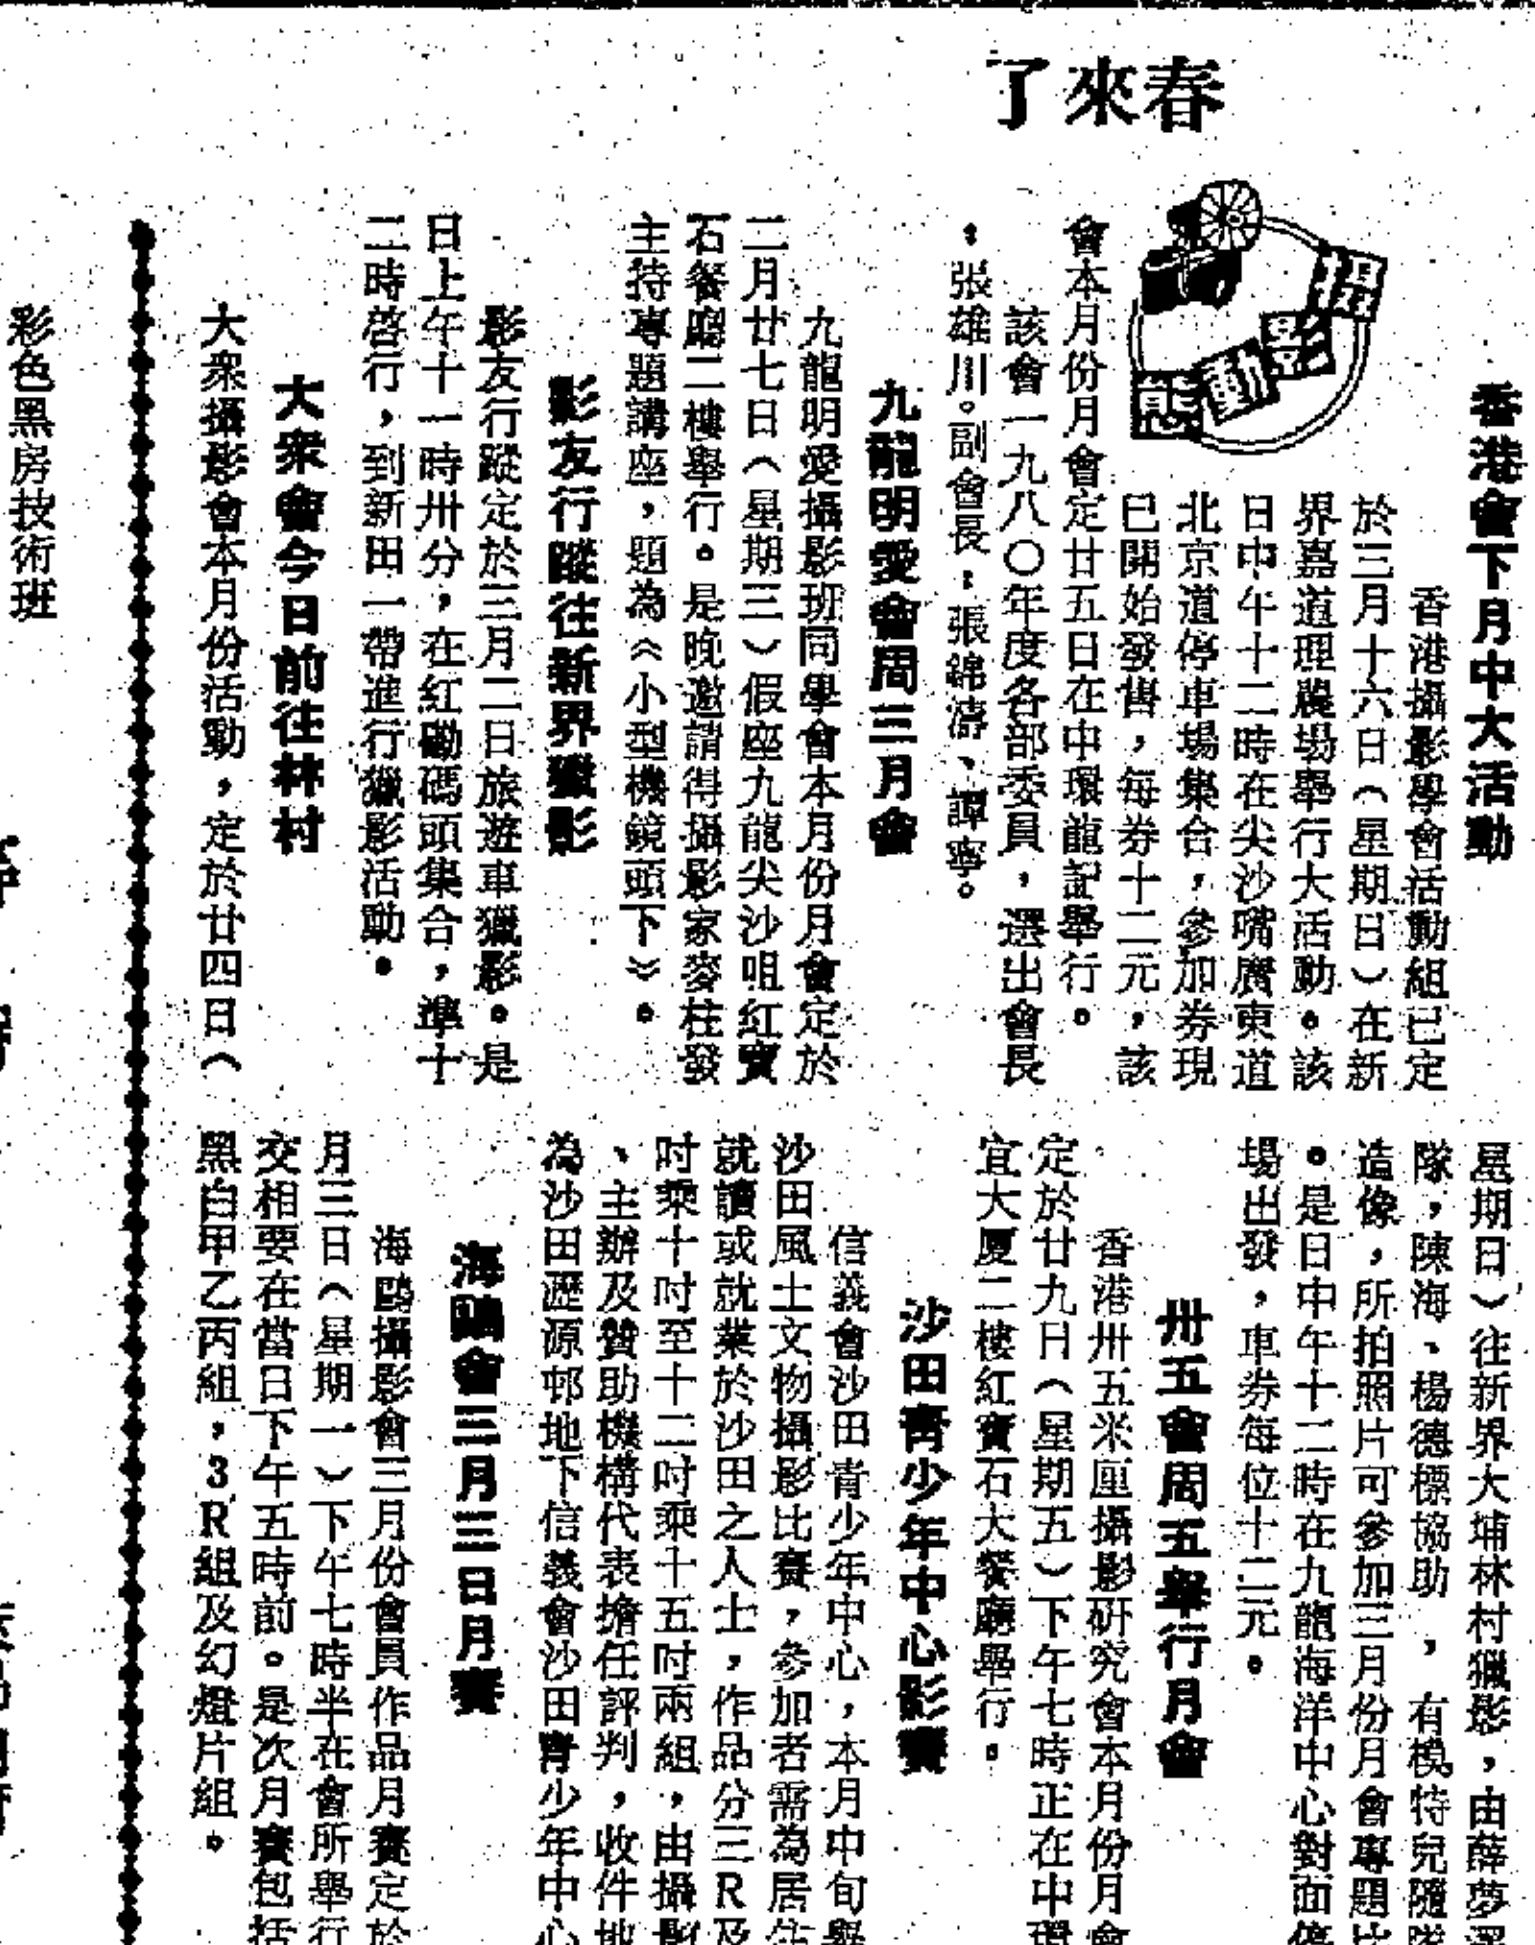 春來了
攝影動態
香港會下月中大活動
香港攝影學會活動組已定
於三月十六日（星期日）在新
界嘉道理農場舉行大活動。該
日中午十二時在尖沙嘴廣東道
北京道停車場集合，參加券現
已開始發售，每券十二元，該
會本月份月會定廿五日在中環龍記舉行。
該會一九八〇年度各部委員，選出會長
：張雄川。副會長：張錦濤、譚寧。
九龍明愛會周三月會
九龍明愛攝影班同學會本月份月會定於
二月廿七日（星期三）假座九龍尖沙咀紅寶
石餐廳二樓舉行。是晚邀請得攝影家麥柱發
主持專題講座，題為《小型機鏡頭下》。
影友行蹤往新界獵影
影友行蹤定於三月二日旅遊車獵影。是
日上午十一時卅分，在紅磡碼頭集合，準十
二時啓行，到新田一帶進行獵影活動。
大衆會今日前往林村
大衆攝影會本月份活動，定於廿四日（
星期日）往新界大埔林村獵影，由薛夢
隊，陳海、楊德標協助，有模特兒隨隊
造像，所拍照片可參加三月份月會專題比
。是日中午十二時在九龍海洋中心對面停
場出發，車券每位十二元。
卅五會周五舉行月會
香港卅五米厘攝影研究會本月份月會
定於廿九日（星期五）下午七時正在中環
宜大厦二樓紅寶石大餐廳舉行。
沙田青少年中心影賽
信義會沙田青少年中心，本月中旬舉
沙田風土文物攝影比賽，參加者需為居住
就讀或就業於沙田之人士，作品分三R及
吋乘十吋至十二吋乘十五吋兩組，由攝影
、主辦及贊助機構代表擔任評判，收件地
為沙田瀝源邨地下信義會沙田青少年中心
海鷗會三月三日月賽
海鷗攝影會三月份會員作品月賽定於
月三日（星期一）下午七時半在會所舉行
交相要在當日下午五時前。是次月賽包括
黑白甲乙丙組，3R組及幻燈片組。
彩色黑房技術班